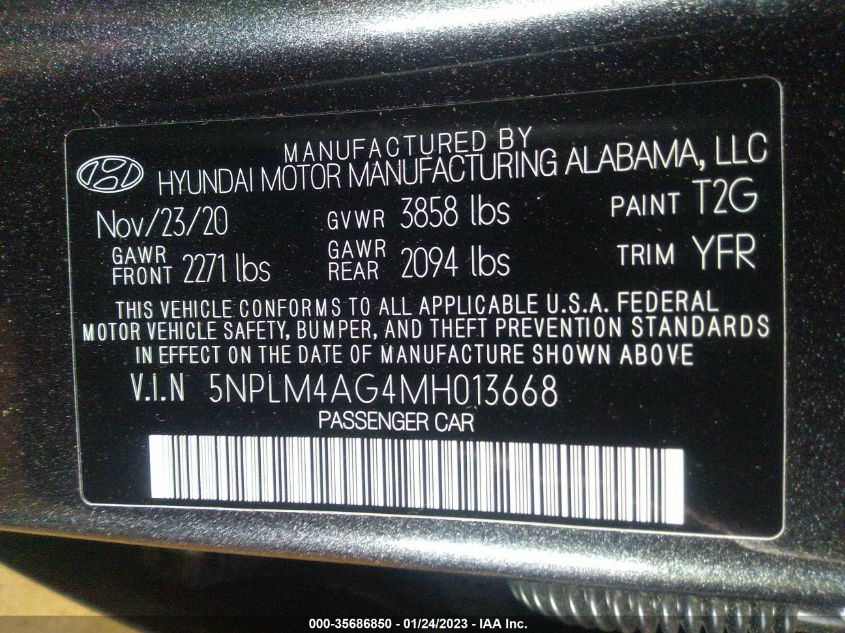 MANUFACTURED BY
HYUNDAI MOTOR MANUFACTURING ALABAMA, LLC
Nov/23/20 GVWR 3858 lbs PAINT T2G
GAWR FRONT 2271 lbs GAWR REAR 2094 lbs TRIM YFR
THIS VEHICLE CONFORMS TO ALL APPLICABLE U.S.A. FEDERAL
MOTOR VEHICLE SAFETY, BUMPER, AND THEFT PREVENTION STANDARDS
IN EFFECT ON THE DATE OF MANUFACTURE SHOWN ABOVE
V.I.N 5NPLM4AG4MH013668
PASSENGER CAR
000-35686850 - 01/24/2023 - IAA Inc.